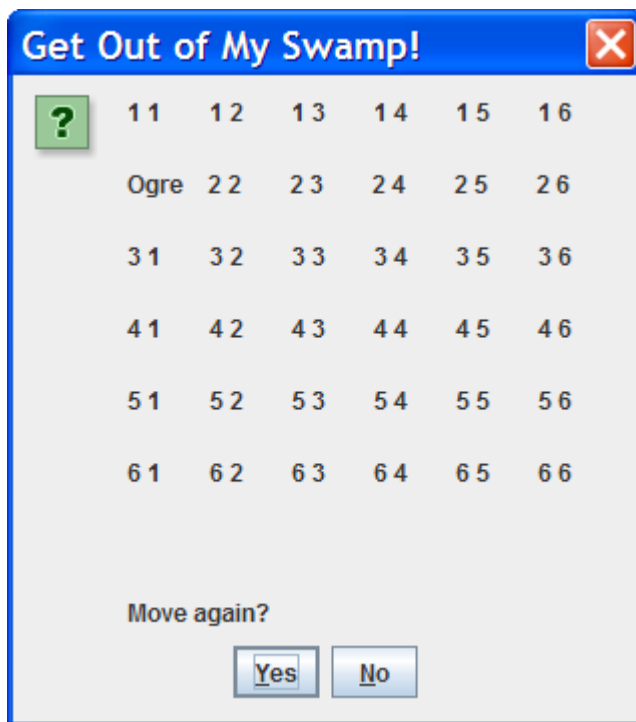 Get Out of My Swamp!
?
1 1 1 2 1 3 1 4 1 5 1 6
Ogre 2 2 2 3 2 4 2 5 2 6
3 1 3 2 3 3 3 4 3 5 3 6
4 1 4 2 4 3 4 4 4 5 4 6
5 1 5 2 5 3 5 4 5 5 5 6
6 1 6 2 6 3 6 4 6 5 6 6
Move again?
Yes No